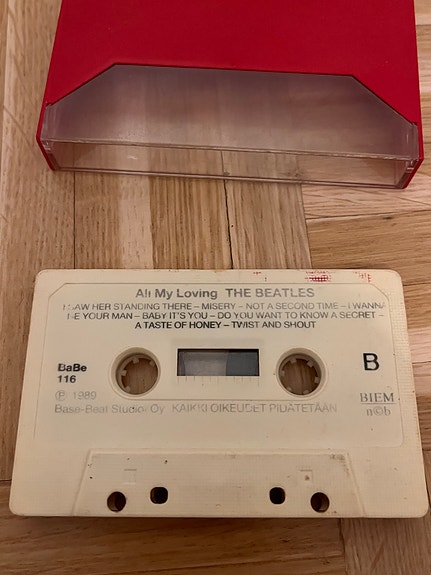 All My Loving THE BEATLES
I SAW HER STANDING THERE – MISERY – NOT A SECOND TIME – I WANNA
BE YOUR MAN – BABY IT'S YOU – DO YOU WANT TO KNOW A SECRET –
A TASTE OF HONEY – TWIST AND SHOUT
BaBe
116
B
℗ 1989
BIEM
Base-Beat Studiot Oy KAIKKI OIKEUDET PIDÄTETÄÄN
n©b